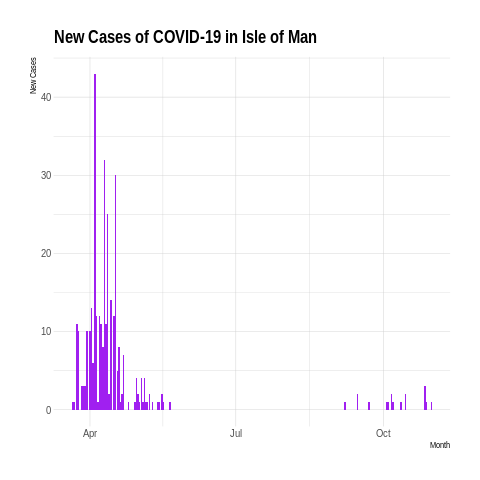 New Cases of COVID-19 in Isle of Man
New Cases
40
30
20
10
0
Apr
Jul
Oct
Month